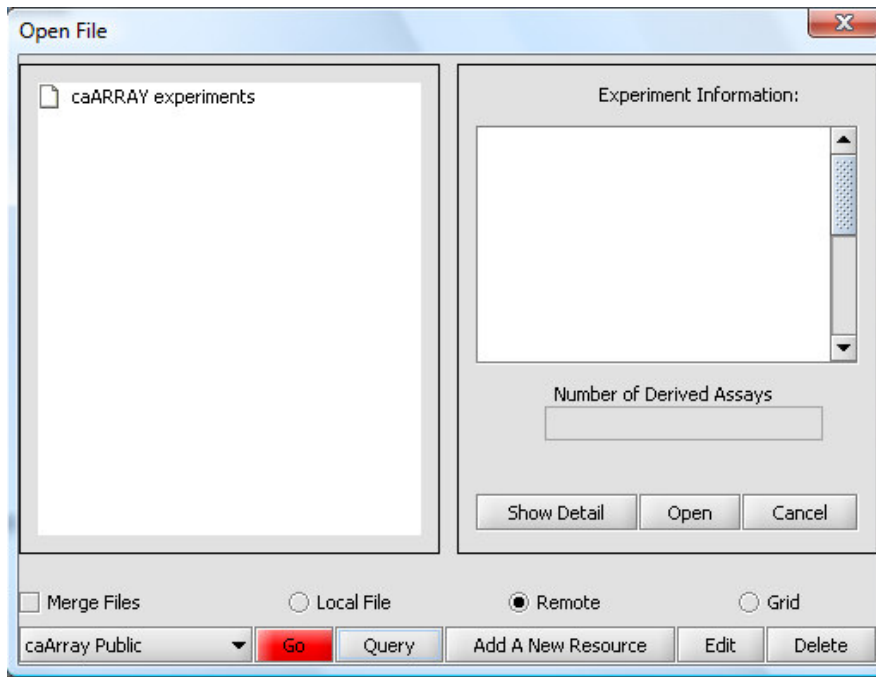 Open File
caARRAY experiments
Experiment Information:
Number of Derived Assays
Show Detail Open Cancel
Merge Files Local File Remote Grid
caArray Public Go Query Add A New Resource Edit Delete